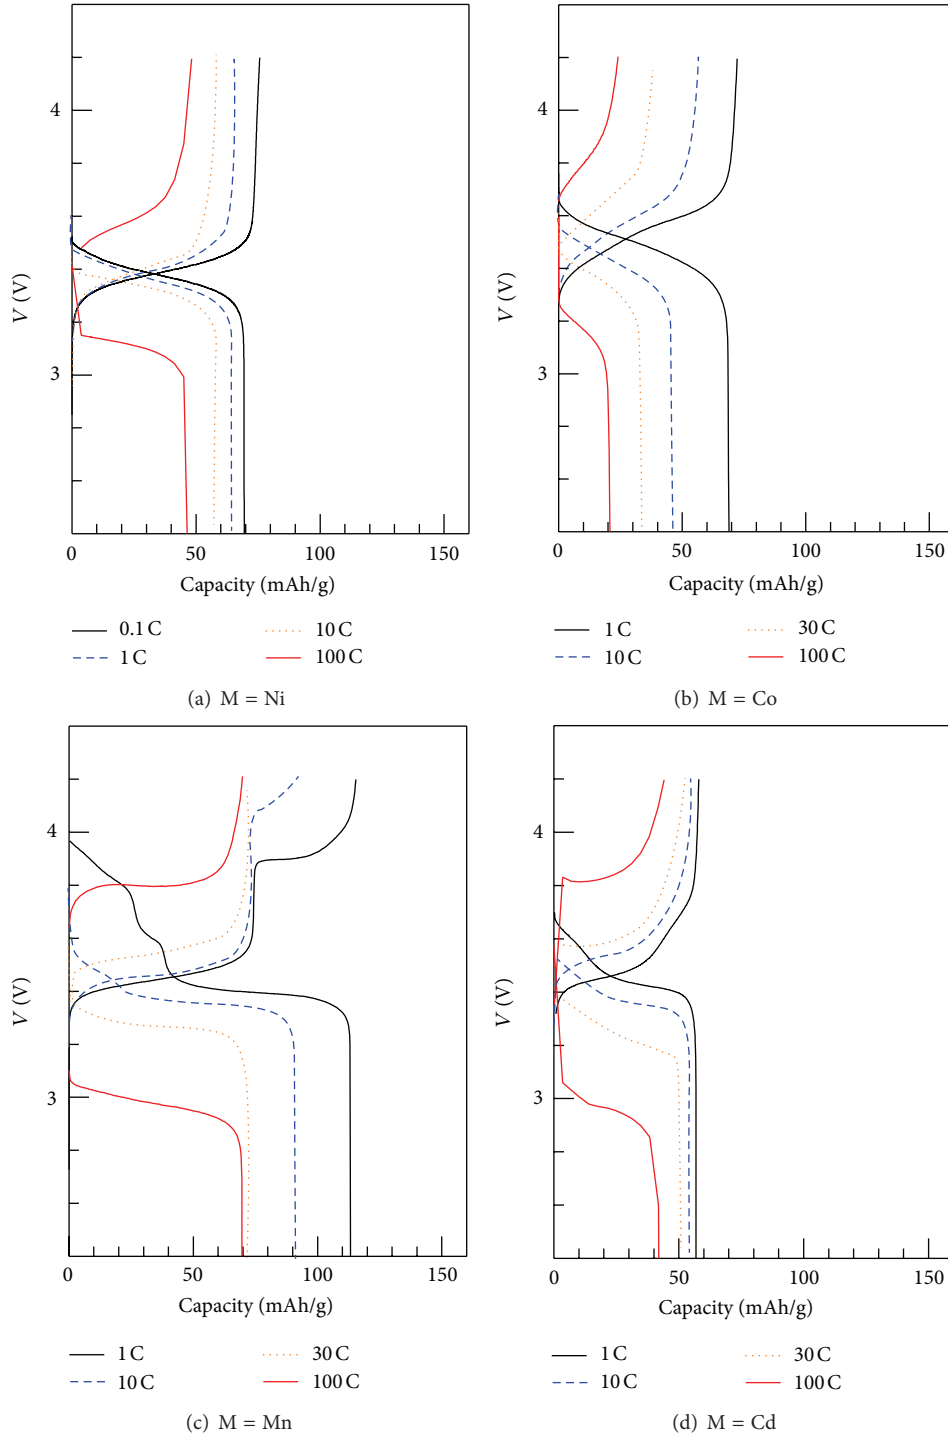 4
3
V (V)
0 50 100 150
Capacity (mAh/g)
0.1 C 10 C
1 C 100 C
(a) M = Ni
4
3
V (V)
0 50 100 150
Capacity (mAh/g)
1 C 30 C
10 C 100 C
(b) M = Co
4
3
V (V)
0 50 100 150
Capacity (mAh/g)
1 C 30 C
10 C 100 C
(c) M = Mn
4
3
V (V)
0 50 100 150
Capacity (mAh/g)
1 C 30 C
10 C 100 C
(d) M = Cd